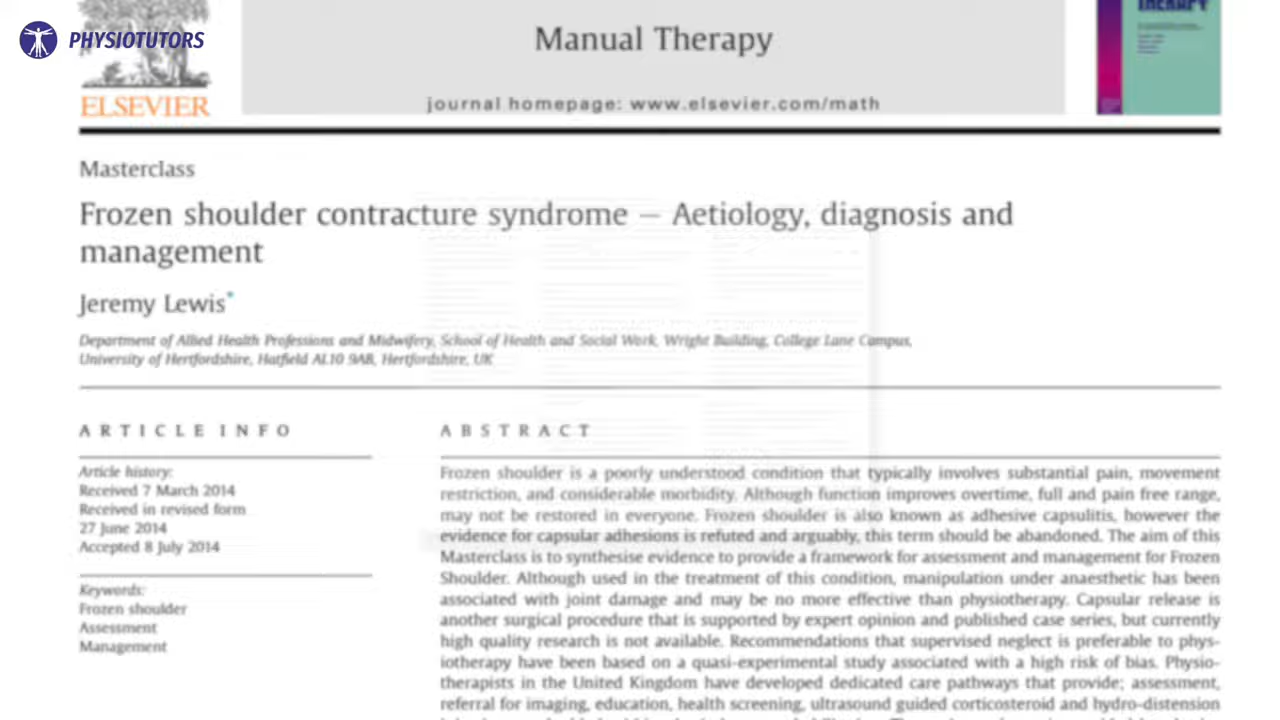 PHYSIOTUTORS
THERAPY
Manual Therapy
ELSEVIER
journal homepage: www.elsevier.com/math
Masterclass
Frozen shoulder contracture syndrome — Aetiology, diagnosis and
management
Jeremy Lewis*
Department of Allied Health Professions and Midwifery, School of Health and Social Work, Wright Building, College Lane Campus,
University of Hertfordshire, Hatfield AL10 9AB, Hertfordshire, UK
ARTICLE INFO
Article history:
Received 7 March 2014
Received in revised form
27 June 2014
Accepted 8 July 2014
Keywords:
Frozen shoulder
Assessment
Management
ABSTRACT
Frozen shoulder is a poorly understood condition that typically involves substantial pain, movement
restriction, and considerable morbidity. Although function improves overtime, full and pain free range,
may not be restored in everyone. Frozen shoulder is also known as adhesive capsulitis, however the
evidence for capsular adhesions is refuted and arguably, this term should be abandoned. The aim of this
Masterclass is to synthesise evidence to provide a framework for assessment and management for Frozen
Shoulder. Although used in the treatment of this condition, manipulation under anaesthetic has been
associated with joint damage and may be no more effective than physiotherapy. Capsular release is
another surgical procedure that is supported by expert opinion and published case series, but currently
high quality research is not available. Recommendations that supervised neglect is preferable to phys-
iotherapy have been based on a quasi-experimental study associated with a high risk of bias. Physio-
therapists in the United Kingdom have developed dedicated care pathways that provide; assessment,
referral for imaging, education, health screening, ultrasound guided corticosteroid and hydro-distension